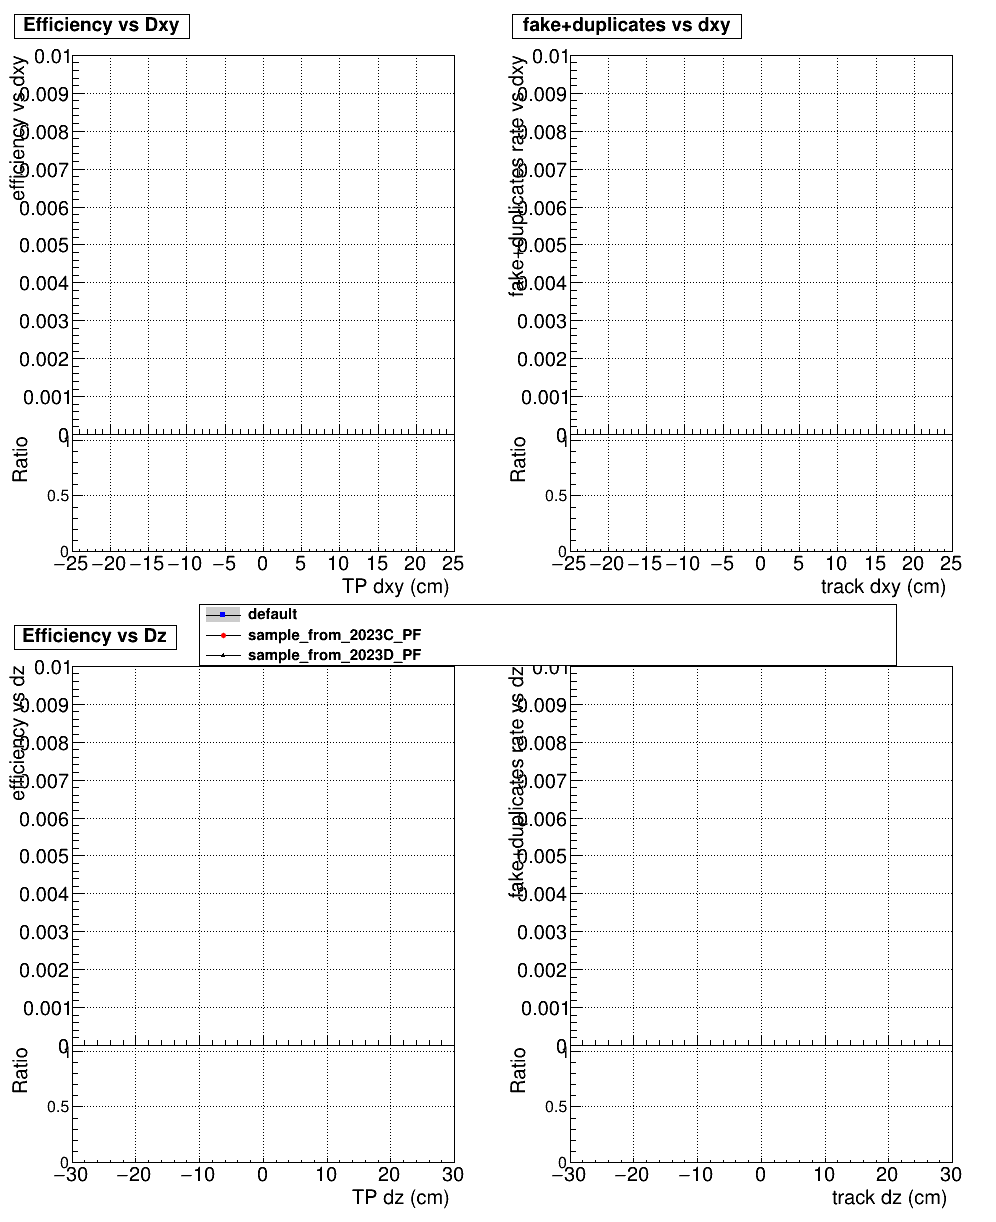 Efficiency vs Dxy
efficiency vs dxy
0.01
0.009
0.008
0.007
0.006
0.005
0.004
0.003
0.002
0.001
0
Ratio
1
0.5
0
−25 −20 −15 −10 −5 0 5 10 15 20 25
TP dxy (cm)
fake+duplicates vs dxy
fake+duplicates rate vs dxy
0.01
0.009
0.008
0.007
0.006
0.005
0.004
0.003
0.002
0.001
0
Ratio
1
0.5
0
−25 −20 −15 −10 −5 0 5 10 15 20 25
track dxy (cm)
default
sample_from_2023C_PF
sample_from_2023D_PF
Efficiency vs Dz
efficiency vs dz
0.01
0.009
0.008
0.007
0.006
0.005
0.004
0.003
0.002
0.001
0
Ratio
1
0.5
0
−30 −20 −10 0 10 20 30
TP dz (cm)
fake+duplicates rate vs dz
0.01
0.009
0.008
0.007
0.006
0.005
0.004
0.003
0.002
0.001
0
Ratio
1
0.5
0
−30 −20 −10 0 10 20 30
track dz (cm)